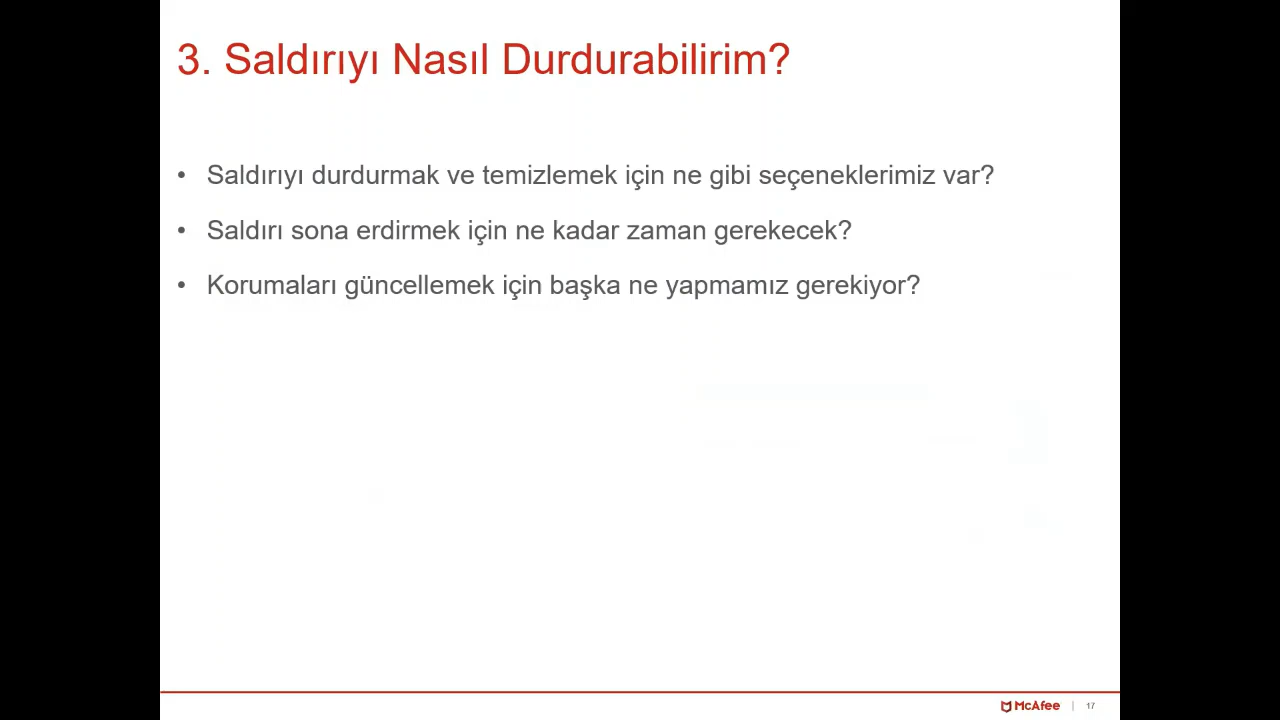 3. Saldırıyı Nasıl Durdurabilirim?
• Saldırıyı durdurmak ve temizlemek için ne gibi seçeneklerimiz var?
• Saldırı sona erdirmek için ne kadar zaman gerekecek?
• Korumaları güncellemek için başka ne yapmamız gerekiyor?
McAfee | 17